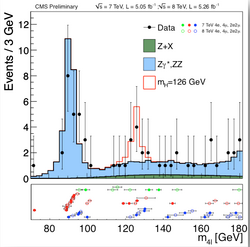 CMS Preliminary √s = 7 TeV, L = 5.05 fb⁻¹; √s = 8 TeV, L = 5.26 fb⁻¹
Events/3 GeV
12
10
8
6
4
2
0
Data
Z+X
Zγ*,ZZ
mH=126 GeV
7 TeV 4e, 4μ, 2e2μ
8 TeV 4e, 4μ, 2e2μ
80 100 120 140 160 180
m4l [GeV]